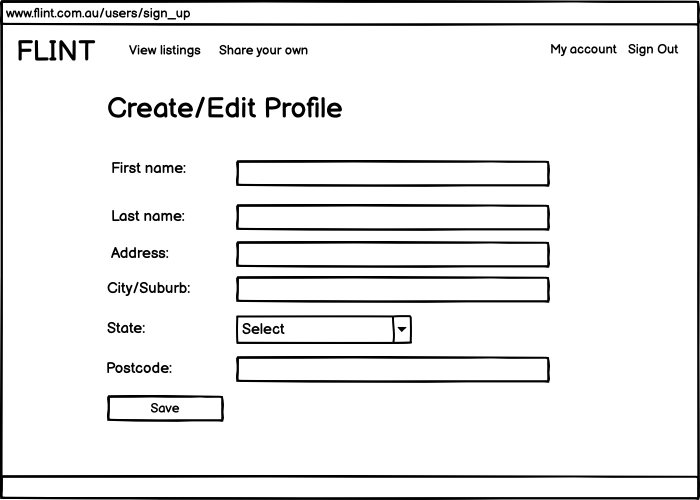 www.flint.com.au/users/sign_up
FLINT View listings Share your own My account Sign Out
Create/Edit Profile
First name:
Last name:
Address:
City/Suburb:
State: Select
Postcode:
Save